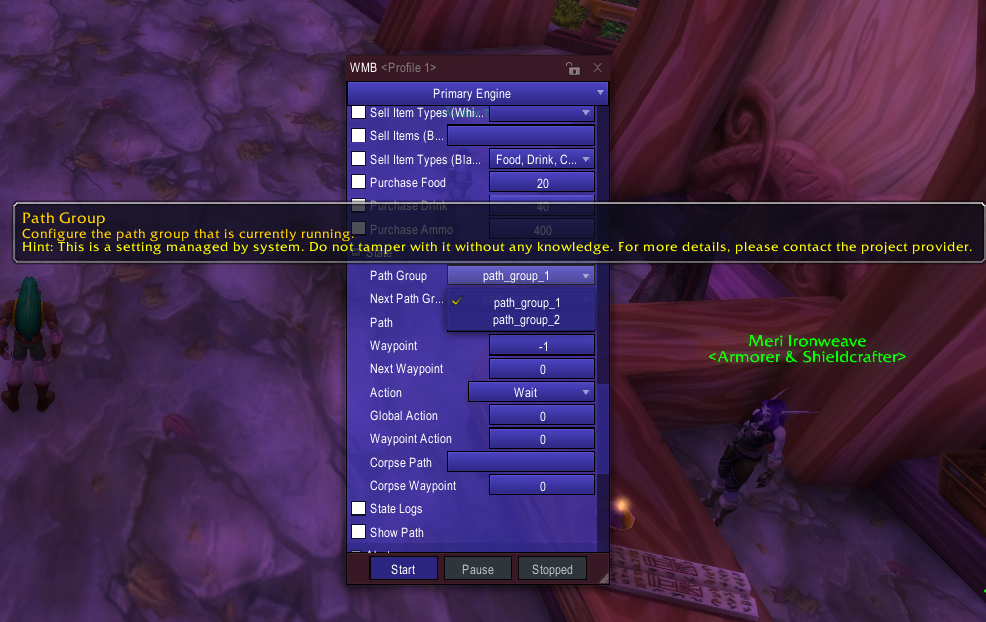 WMB <Profile 1>
Primary Engine
Sell Item Types (Whi...
Sell Items (B...
Sell Item Types (Bla... Food, Drink, C...
Purchase Food 20
Purchase Drink 40
Path Group
Configure the path group that is currently running.
Purchase Ammo 400
Hint: This is a setting managed by system. Do not tamper with it without any knowledge. For more details, please contact the project provider.
State
Path Group path_group_1
Next Path Gr... path_group_1
Path path_group_2
Waypoint -1
Next Waypoint 0
Action Wait
Global Action 0
Waypoint Action 0
Corpse Path
Corpse Waypoint 0
State Logs
Show Path
Start Pause Stopped
Meri Ironweave
<Armorer & Shieldcrafter>